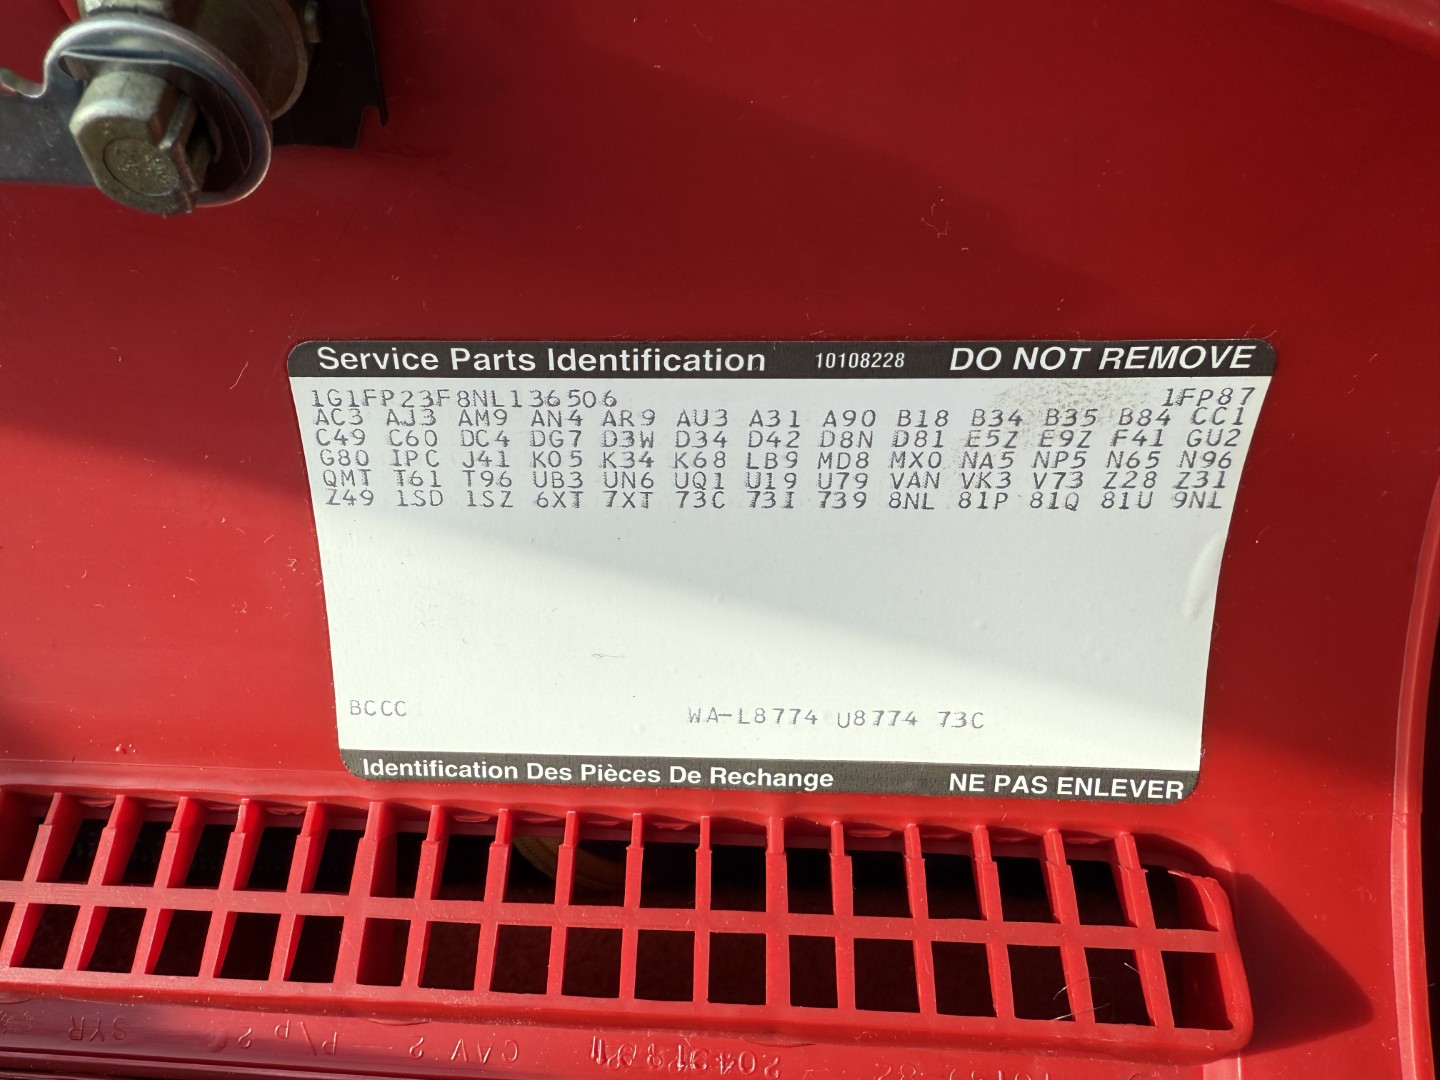 Service Parts Identification 10108228 DO NOT REMOVE
1G1FP23F8NL136506 1FP87
AC3 AJ3 AM9 AN4 AR9 AU3 A31 A90 B18 B34 B35 B84 CC1
C49 C60 DC4 DG7 D3W D34 D42 D8N D81 E5Z E9Z F41 GU2
G80 IPC J41 K05 K34 K68 LB9 MD8 MX0 NA5 NP5 N65 N96
QMT T61 T96 UB3 UN6 UQ1 U19 U79 VAN VK3 V73 Z28 Z31
Z49 1SD 1SZ 6XT 7XT 73C 73I 739 8NL 81P 81Q 81U 9NL
BCCC WA-L8774 U8774 73C
Identification Des Pièces De Rechange NE PAS ENLEVER